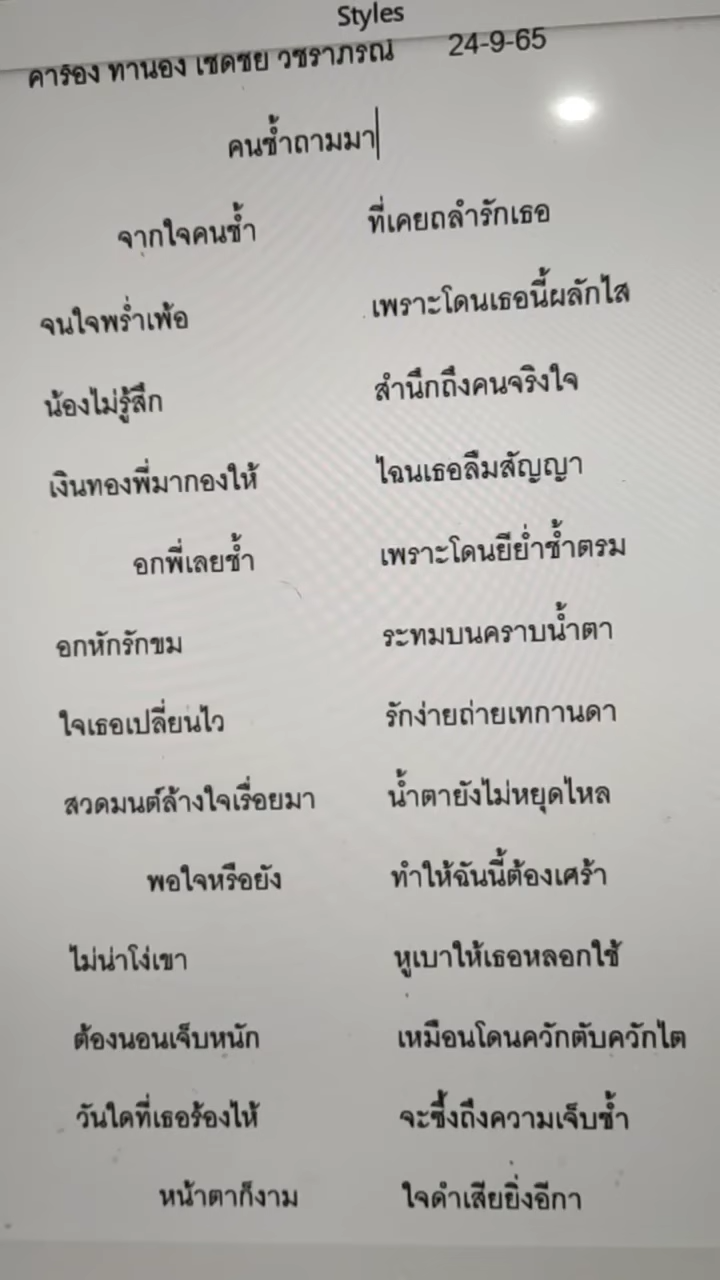 Styles
คำร้อง ทำนอง เชดชย วชราภรณ์ 24-9-65
คนช้ำถามมา
จากใจคนช้ำ ที่เคยถลำรักเธอ
จนใจพร่ำเพ้อ เพราะโดนเธอนี้ผลักไส
น้องไม่รู้สึก สำนึกถึงคนจริงใจ
เงินทองพี่มากองให้ ไฉนเธอลืมสัญญา
อกพี่เลยช้ำ เพราะโดนยีย่ำช้ำตรม
อกหักรักขม ระทมบนคราบน้ำตา
ใจเธอเปลี่ยนไว รักง่ายถ่ายเทกานดา
สวดมนต์ล้างใจเรื่อยมา น้ำตายังไม่หยุดไหล
พอใจหรือยัง ทำให้ฉันนี้ต้องเศร้า
ไม่น่าโง่เขา หูเบาให้เธอหลอกใช้
ต้องนอนเจ็บหนัก เหมือนโดนควักตับควักไต
วันใดที่เธอร้องไห้ จะซึ้งถึงความเจ็บช้ำ
หน้าตาก็งาม ใจดำเสียยิ่งอีกา